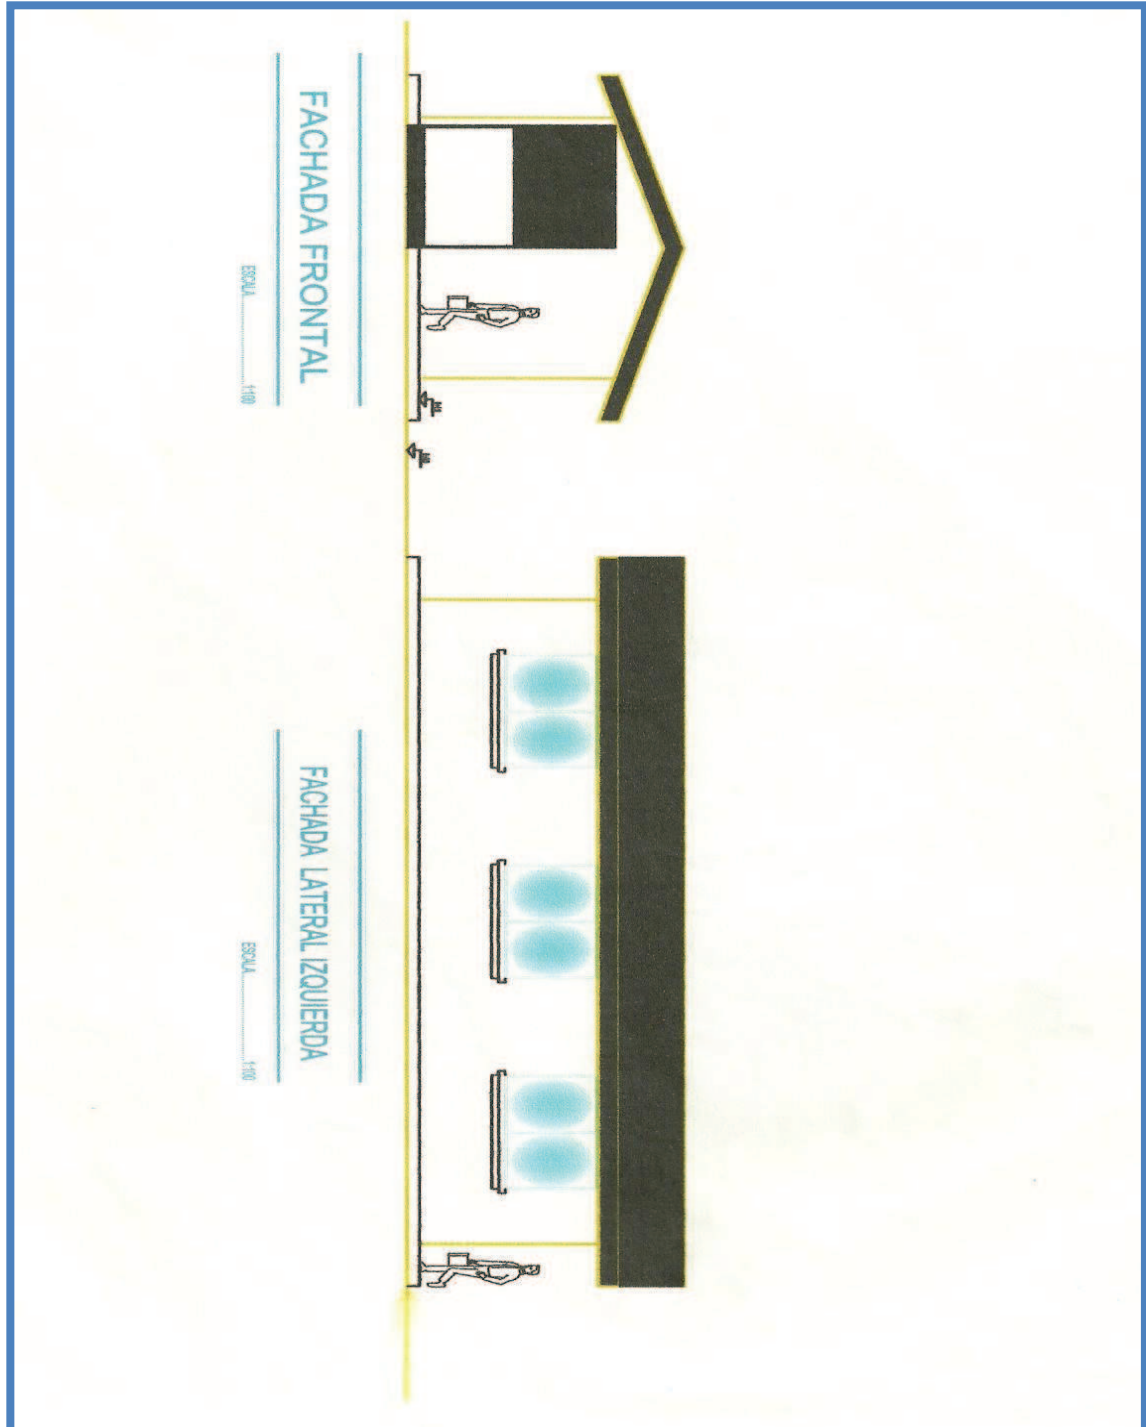 FACHADA FRONTAL
ESCALA....................1:100
FACHADA LATERAL IZQUIERDA
ESCALA....................1:100